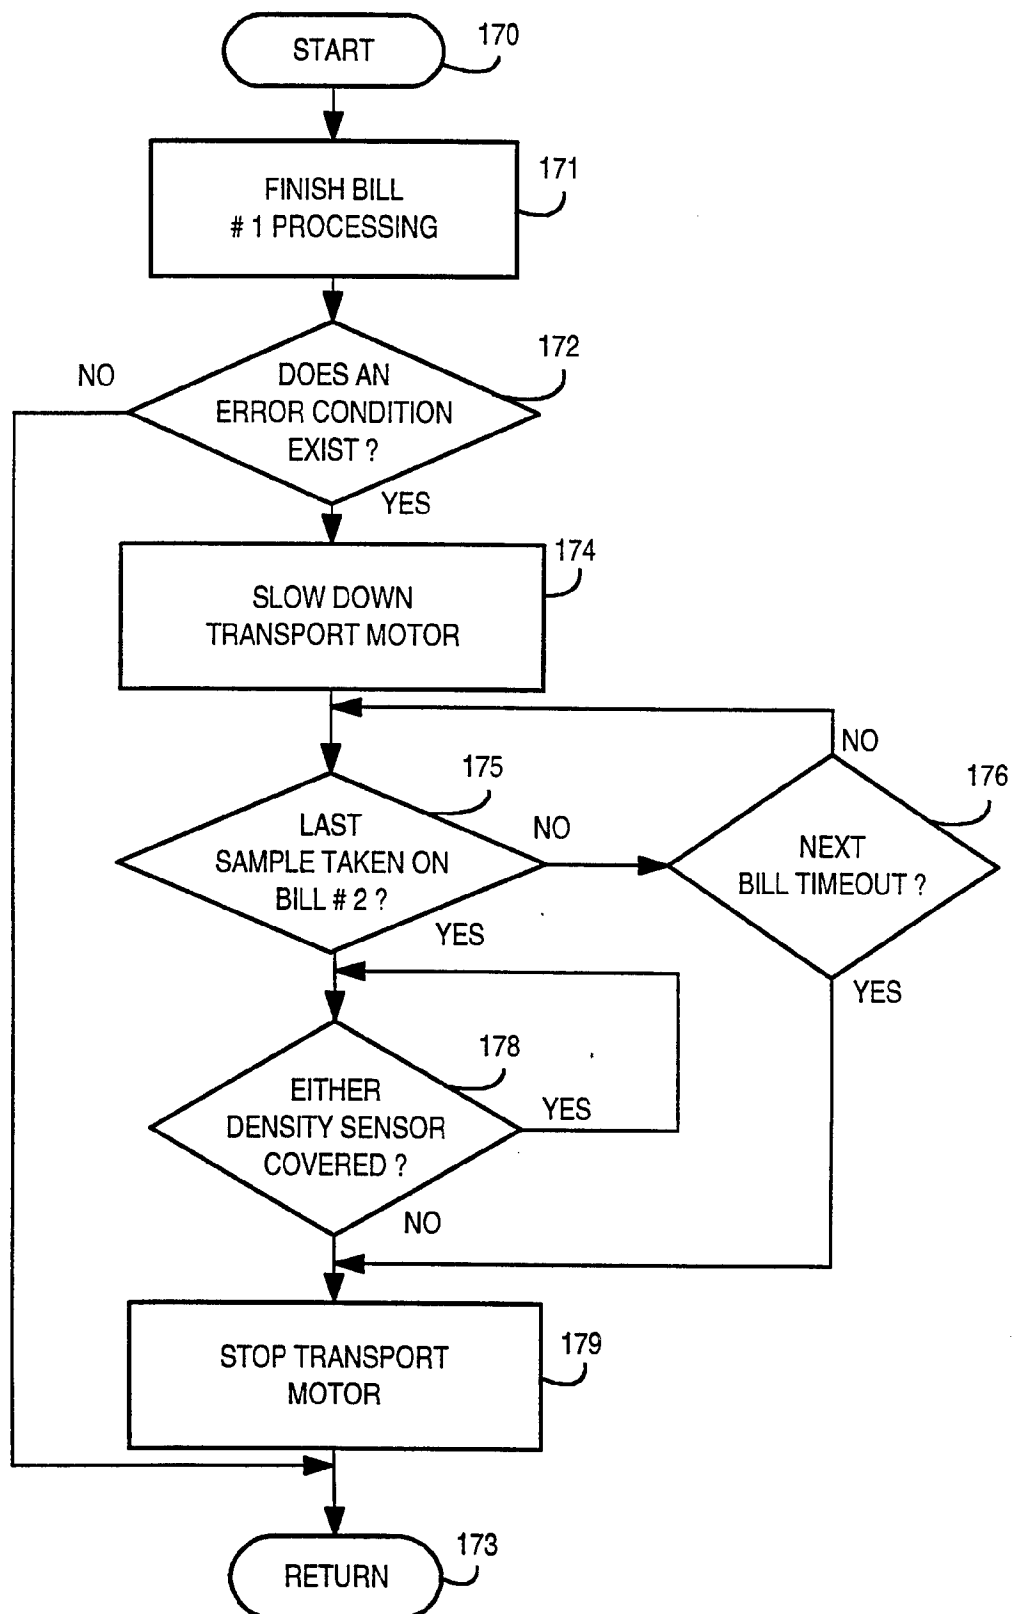 START
170
171
FINISH BILL
# 1 PROCESSING
172
NO
DOES AN
ERROR CONDITION
EXIST ?
YES
174
SLOW DOWN
TRANSPORT MOTOR
NO
175
176
LAST
SAMPLE TAKEN ON
BILL # 2 ?
NO
NEXT
BILL TIMEOUT ?
YES
YES
178
EITHER
DENSITY SENSOR
COVERED ?
YES
NO
179
STOP TRANSPORT
MOTOR
173
RETURN